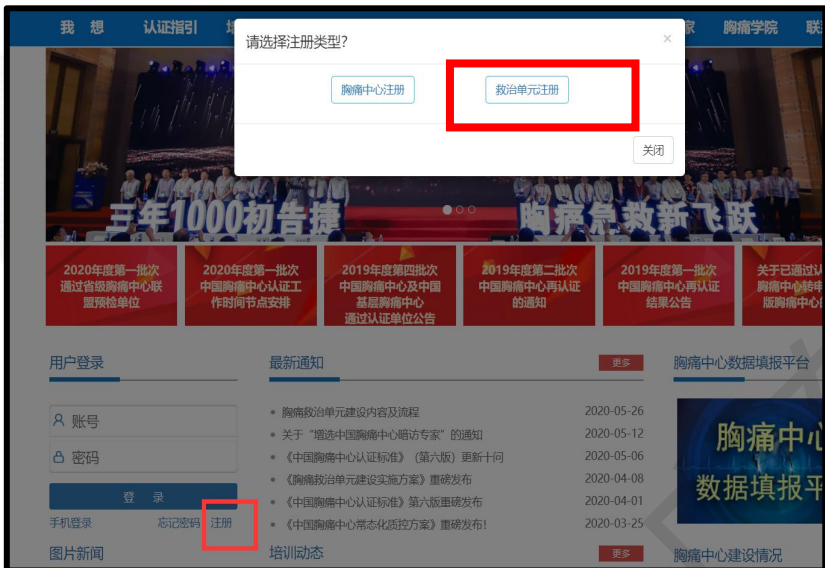 我 想
认证指引
家
胸痛学院
请选择注册类型？
×
胸痛中心注册
救治单元注册
关闭
三年1000初告捷
胸痛急救新飞跃
2020年度第一批次
通过省级胸痛中心联
盟预检单位
2020年度第一批次
中国胸痛中心认证工
作时间节点安排
2019年度第四批次
中国胸痛中心及中国
基层胸痛中心
通过认证单位公告
2019年度第二批次
中国胸痛中心再认证
的通知
2019年度第一批次
中国胸痛中心再认证
结果公告
关于已通过认
胸痛中心转申
版胸痛中心
用户登录
账号
密码
登 录
手机登录
忘记密码
注册
图片新闻
最新通知
更多
胸痛救治单元建设内容及流程
2020-05-26
关于“增选中国胸痛中心暗访专家”的通知
2020-05-12
《中国胸痛中心认证标准》（第六版）更新十问
2020-05-06
《胸痛救治单元建设实施方案》重磅发布
2020-04-08
《中国胸痛中心认证标准》第六版重磅发布
2020-04-01
《中国胸痛中心常态化质控方案》重磅发布!
2020-03-25
培训动态
更多
胸痛中心数据填报平台
胸痛中心
数据填报平
胸痛中心建设情况